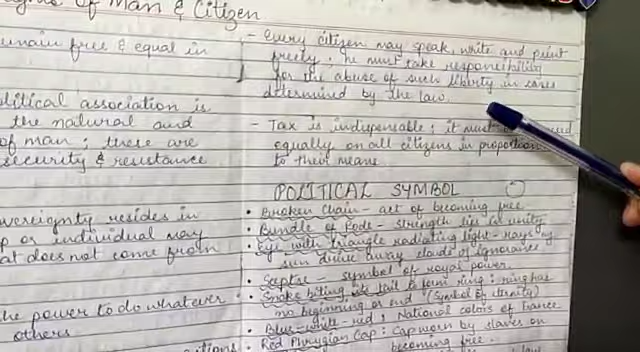 of Man & Citizen
remain free & equal in
political association is
the natural and
of man; these are
security & resistance
sovereignty resides in
or individual may
that does not come from
the power to do whatever
others
- Every citizen may speak, write and print
freely; he must take responsibility
for the abuse of such liberty in cases
determined by the law.
- Tax is indispensable; it must
equally on all citizens in proportion
to their means.
POLITICAL SYMBOL
• Broken Chain - act of becoming free
• Bundle of Rods - strength lies in unity
• Eye with triangle radiating light - rays of
sun drive away clouds of ignorance
• Sceptre - symbol of royal power.
• Snake biting its tail to form ring: ring has
no beginning or end (Symbol of eternity)
• Blue-white-red: National colors of France
• Red Phrygian Cap: Cap worn by slaves on
becoming free.